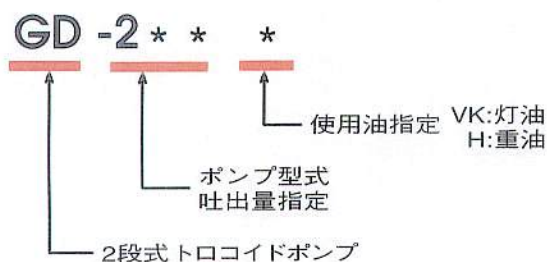 GD -2** *
使用油指定 VK:灯油
H:重油
ポンプ型式
吐出量指定
2段式トロコイドポンプ